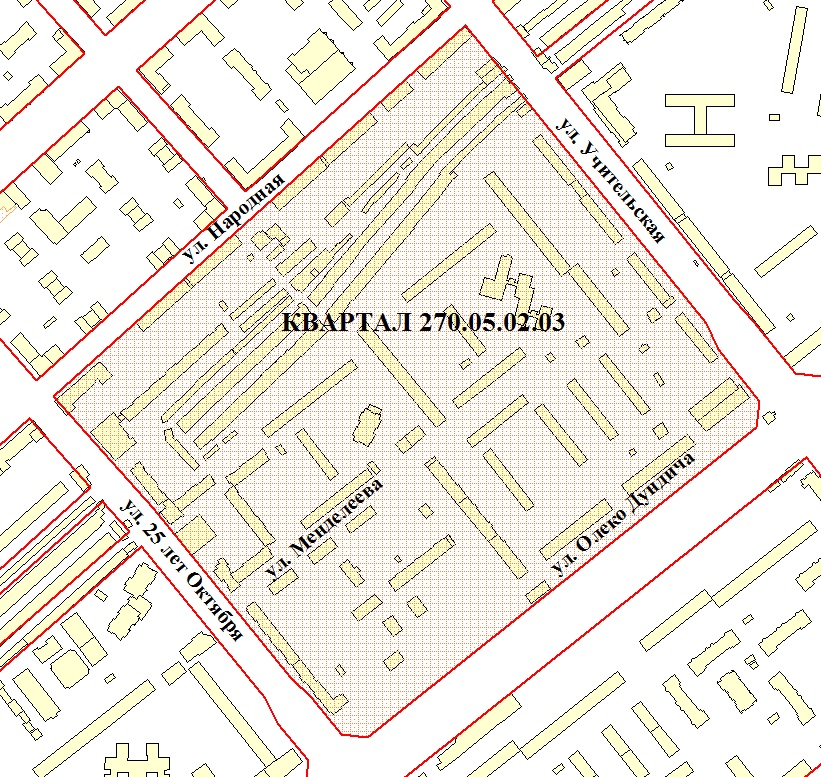 ул. Учительская
ул. Народная
КВАРТАЛ 270.05.02.03
ул. Менделеева
ул. Олеко Дундича
ул. 25 лет Октября